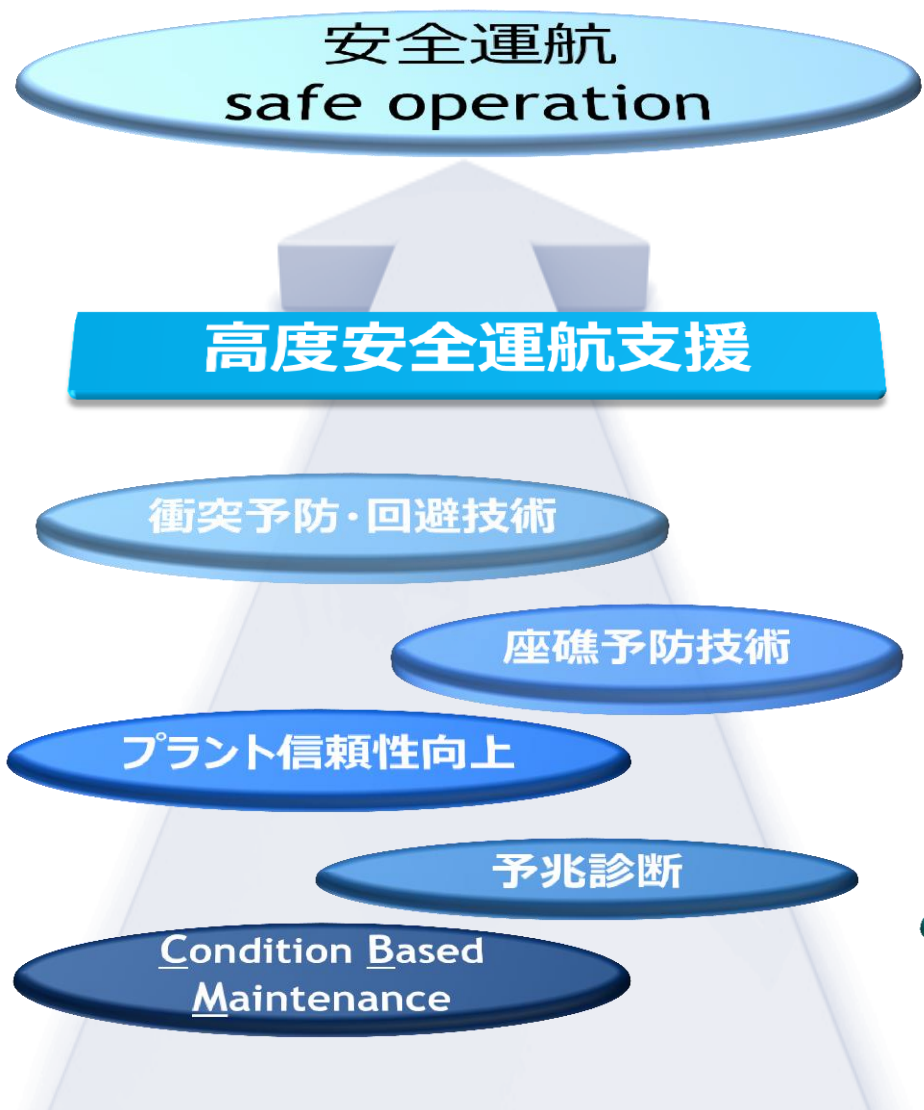 安全運航
safe operation
高度安全運航支援
衝突予防・回避技術
座礁予防技術
プラント信頼性向上
予兆診断
Condition Based
Maintenance